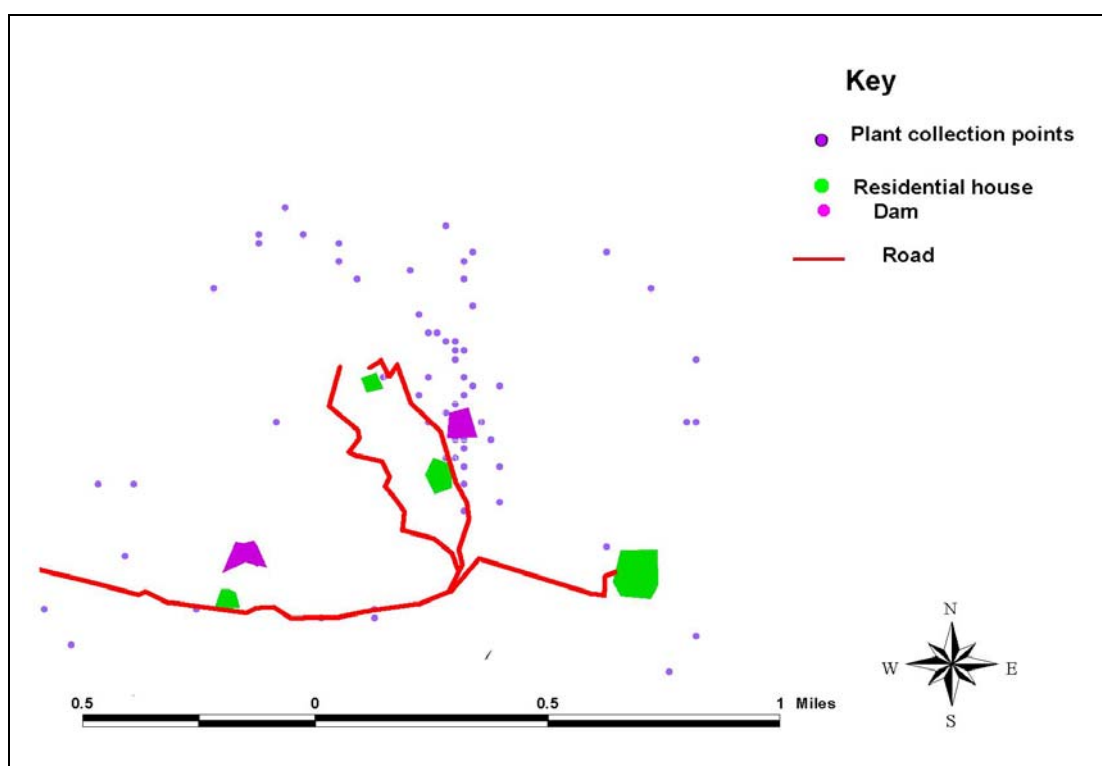 Key
Plant collection points
Residential house
Dam
Road
N
W E
S
0.5 0 0.5 1 Miles